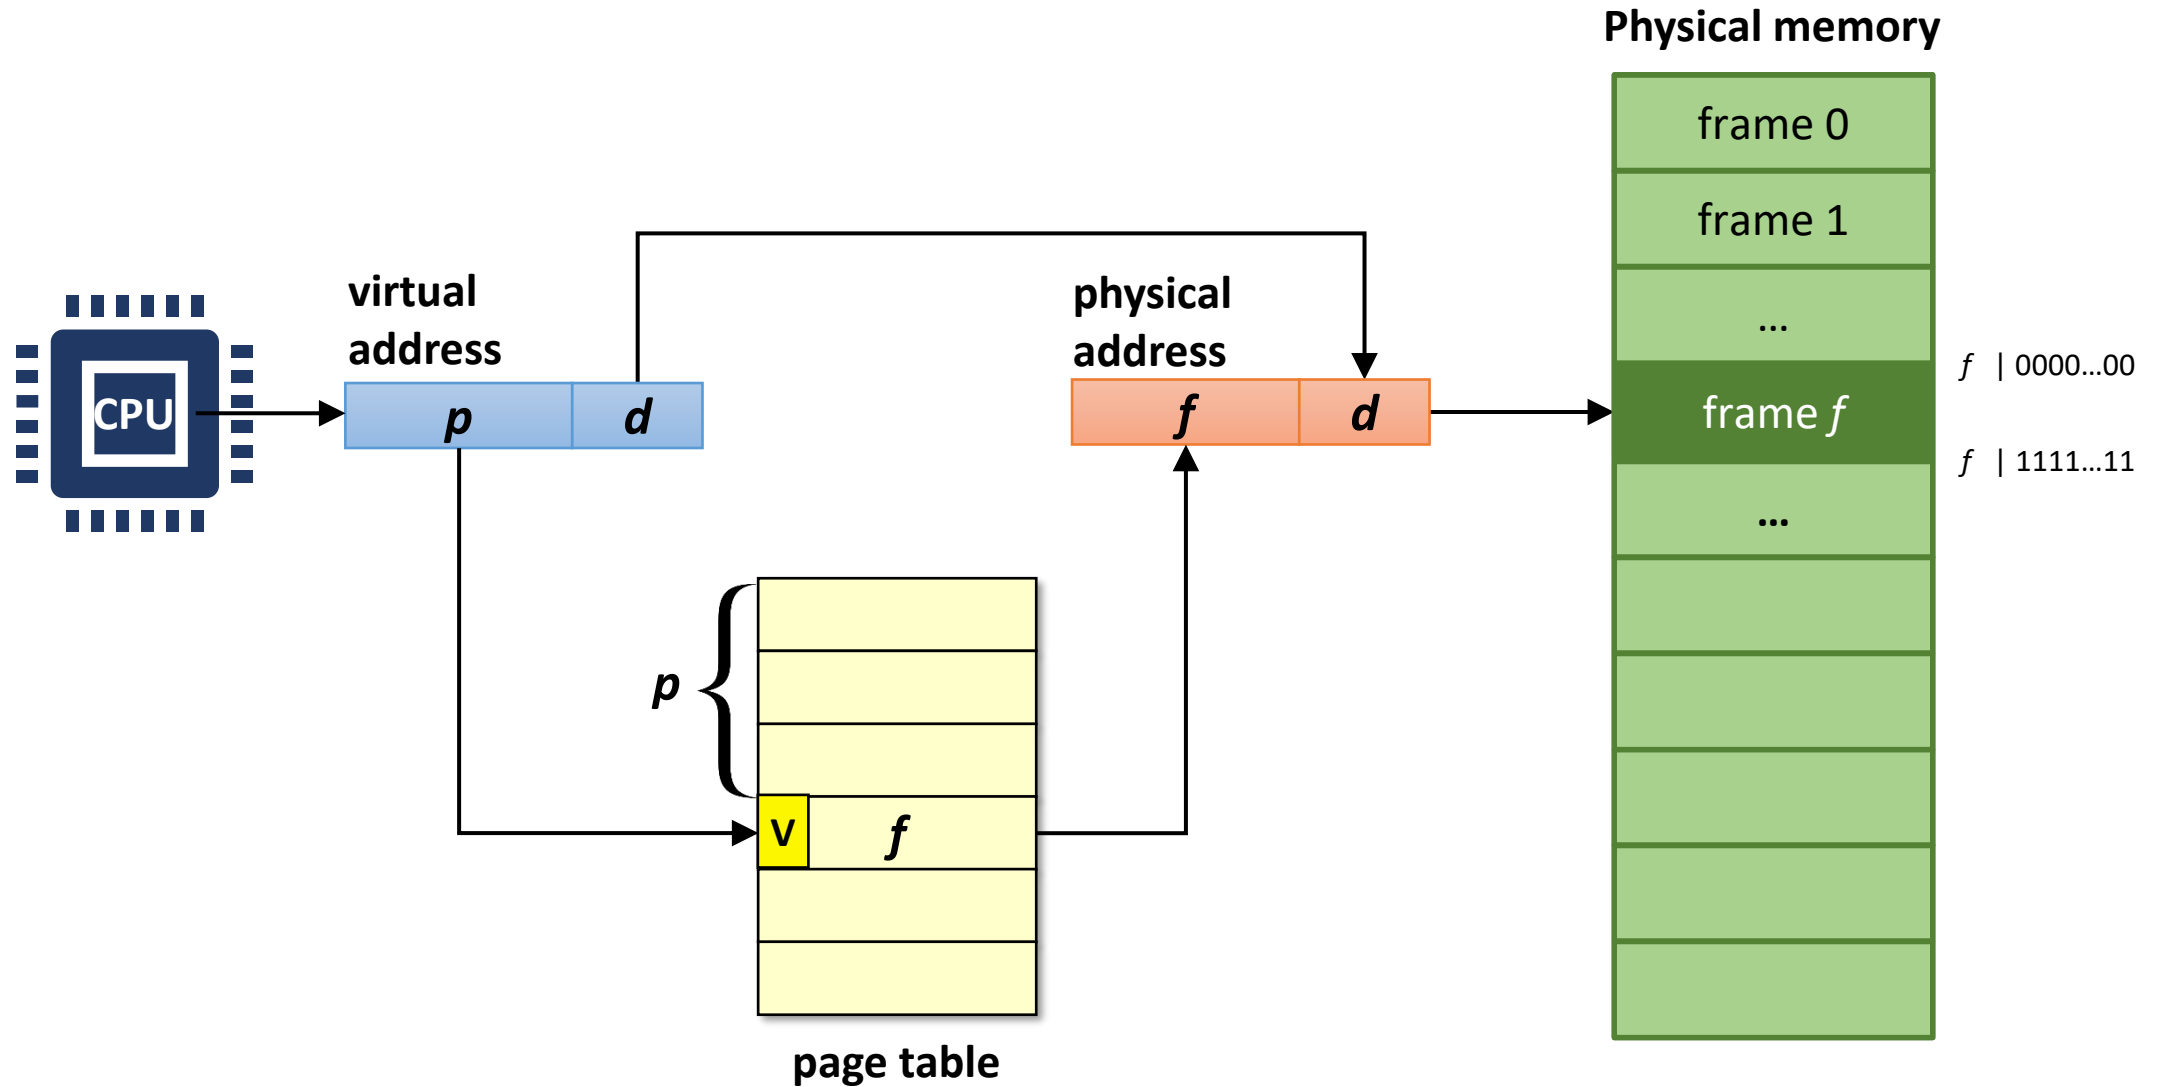 Physical memory
frame 0
frame 1
...
frame f
...
f | 0000...00
f | 1111...11
CPU
virtual
address
p d
physical
address
f d
p
V f
page table